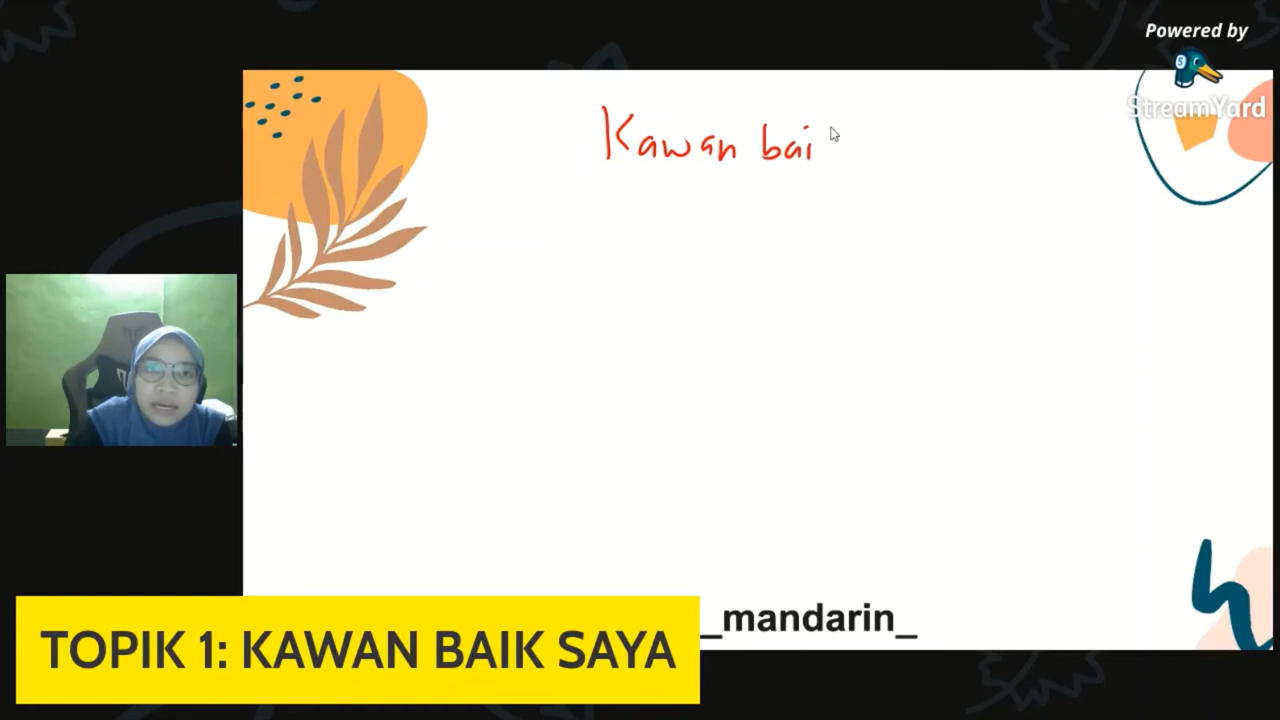 Powered by
StreamYard
Kawan bai
_mandarin_
TOPIK 1: KAWAN BAIK SAYA